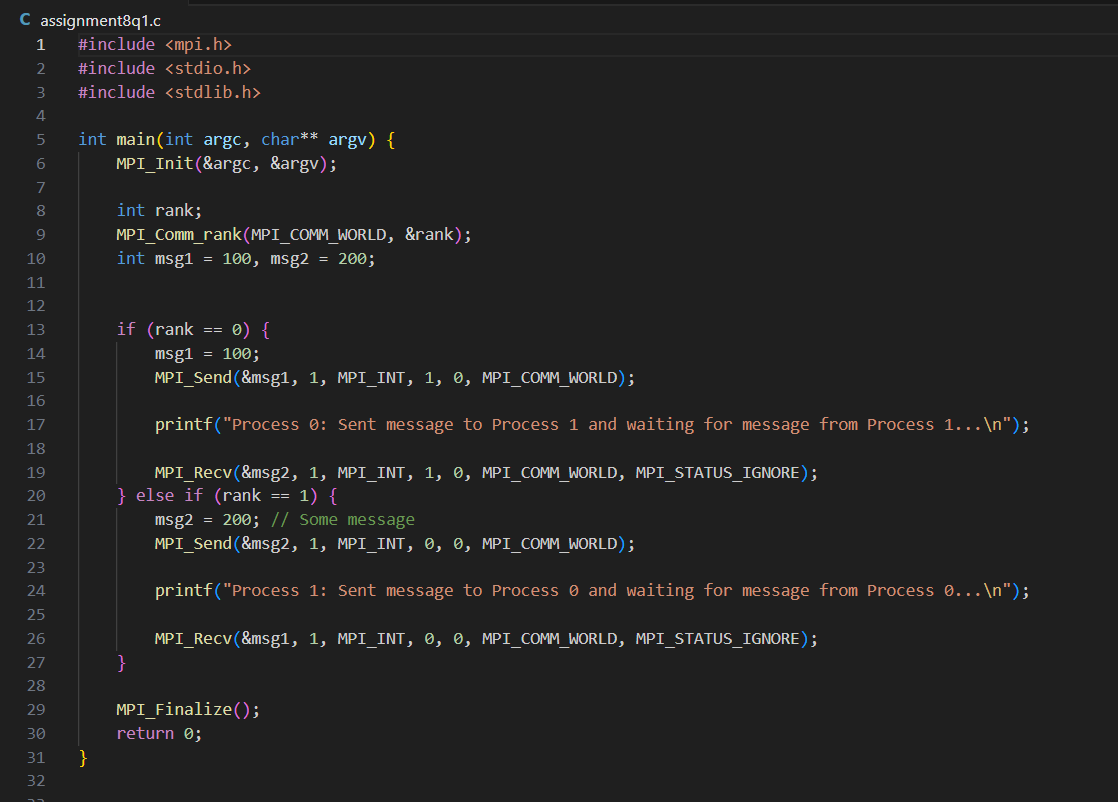 C assignment8q1.c
1 #include <mpi.h>
2 #include <stdio.h>
3 #include <stdlib.h>
4
5 int main(int argc, char** argv) {
6     MPI_Init(&argc, &argv);
7
8     int rank;
9     MPI_Comm_rank(MPI_COMM_WORLD, &rank);
10     int msg1 = 100, msg2 = 200;
11
12
13     if (rank == 0) {
14         msg1 = 100;
15         MPI_Send(&msg1, 1, MPI_INT, 1, 0, MPI_COMM_WORLD);
16
17         printf("Process 0: Sent message to Process 1 and waiting for message from Process 1...\n");
18
19         MPI_Recv(&msg2, 1, MPI_INT, 1, 0, MPI_COMM_WORLD, MPI_STATUS_IGNORE);
20     } else if (rank == 1) {
21         msg2 = 200; // Some message
22         MPI_Send(&msg2, 1, MPI_INT, 0, 0, MPI_COMM_WORLD);
23
24         printf("Process 1: Sent message to Process 0 and waiting for message from Process 0...\n");
25
26         MPI_Recv(&msg1, 1, MPI_INT, 0, 0, MPI_COMM_WORLD, MPI_STATUS_IGNORE);
27     }
28
29     MPI_Finalize();
30     return 0;
31 }
32